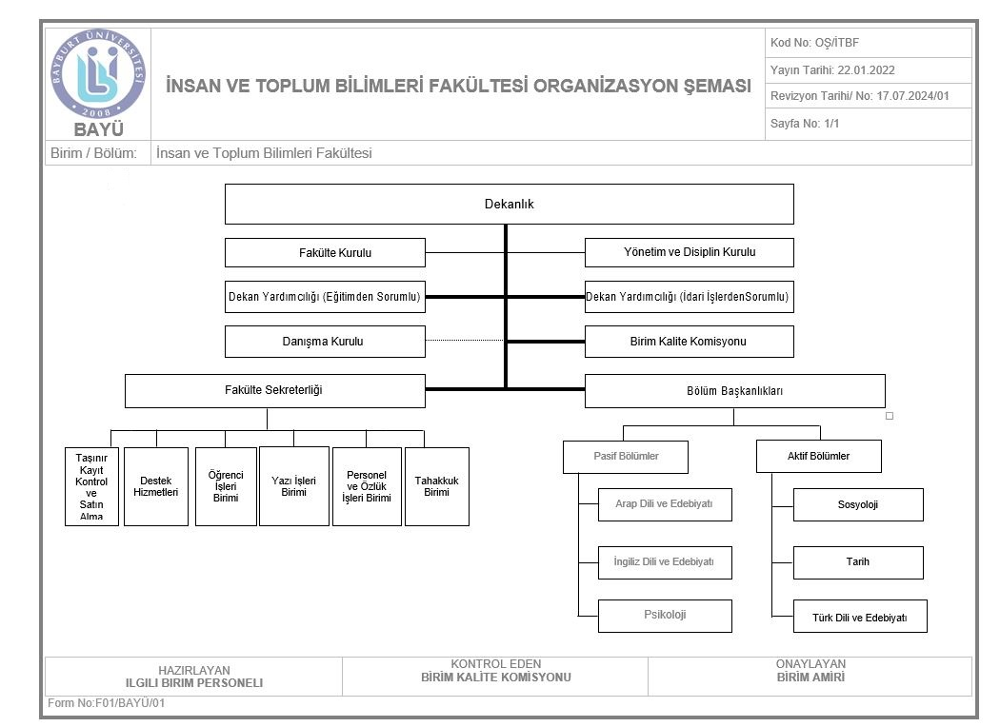 BAYBURT ÜNİVERSİTESİ
2008
BAYÜ
İNSAN VE TOPLUM BİLİMLERİ FAKÜLTESİ ORGANİZASYON ŞEMASI
Kod No: OŞ/İTBF
Yayın Tarihi: 22.01.2022
Revizyon Tarihi/ No: 17.07.2024/01
Sayfa No: 1/1
Birim / Bölüm: İnsan ve Toplum Bilimleri Fakültesi
Dekanlık
Fakülte Kurulu
Yönetim ve Disiplin Kurulu
Dekan Yardımcılığı (Eğitimden Sorumlu)
Dekan Yardımcılığı (İdari İşlerdenSorumlu)
Danışma Kurulu
Birim Kalite Komisyonu
Fakülte Sekreterliği
Bölüm Başkanlıkları
Taşınır
Kayıt
Kontrol
ve
Satın
Alma
Destek
Hizmetleri
Öğrenci
İşleri
Birimi
Yazı İşleri
Birimi
Personel
ve Özlük
İşleri Birimi
Tahakkuk
Birimi
Pasif Bölümler
Arap Dili ve Edebiyatı
İngiliz Dili ve Edebiyatı
Psikoloji
Aktif Bölümler
Sosyoloji
Tarih
Türk Dili ve Edebiyatı
HAZIRLAYAN
ILGILI BIRIM PERSONELI
KONTROL EDEN
BİRİM KALİTE KOMİSYONU
ONAYLAYAN
BİRİM AMİRİ
Form No:F01/BAYÜ/01